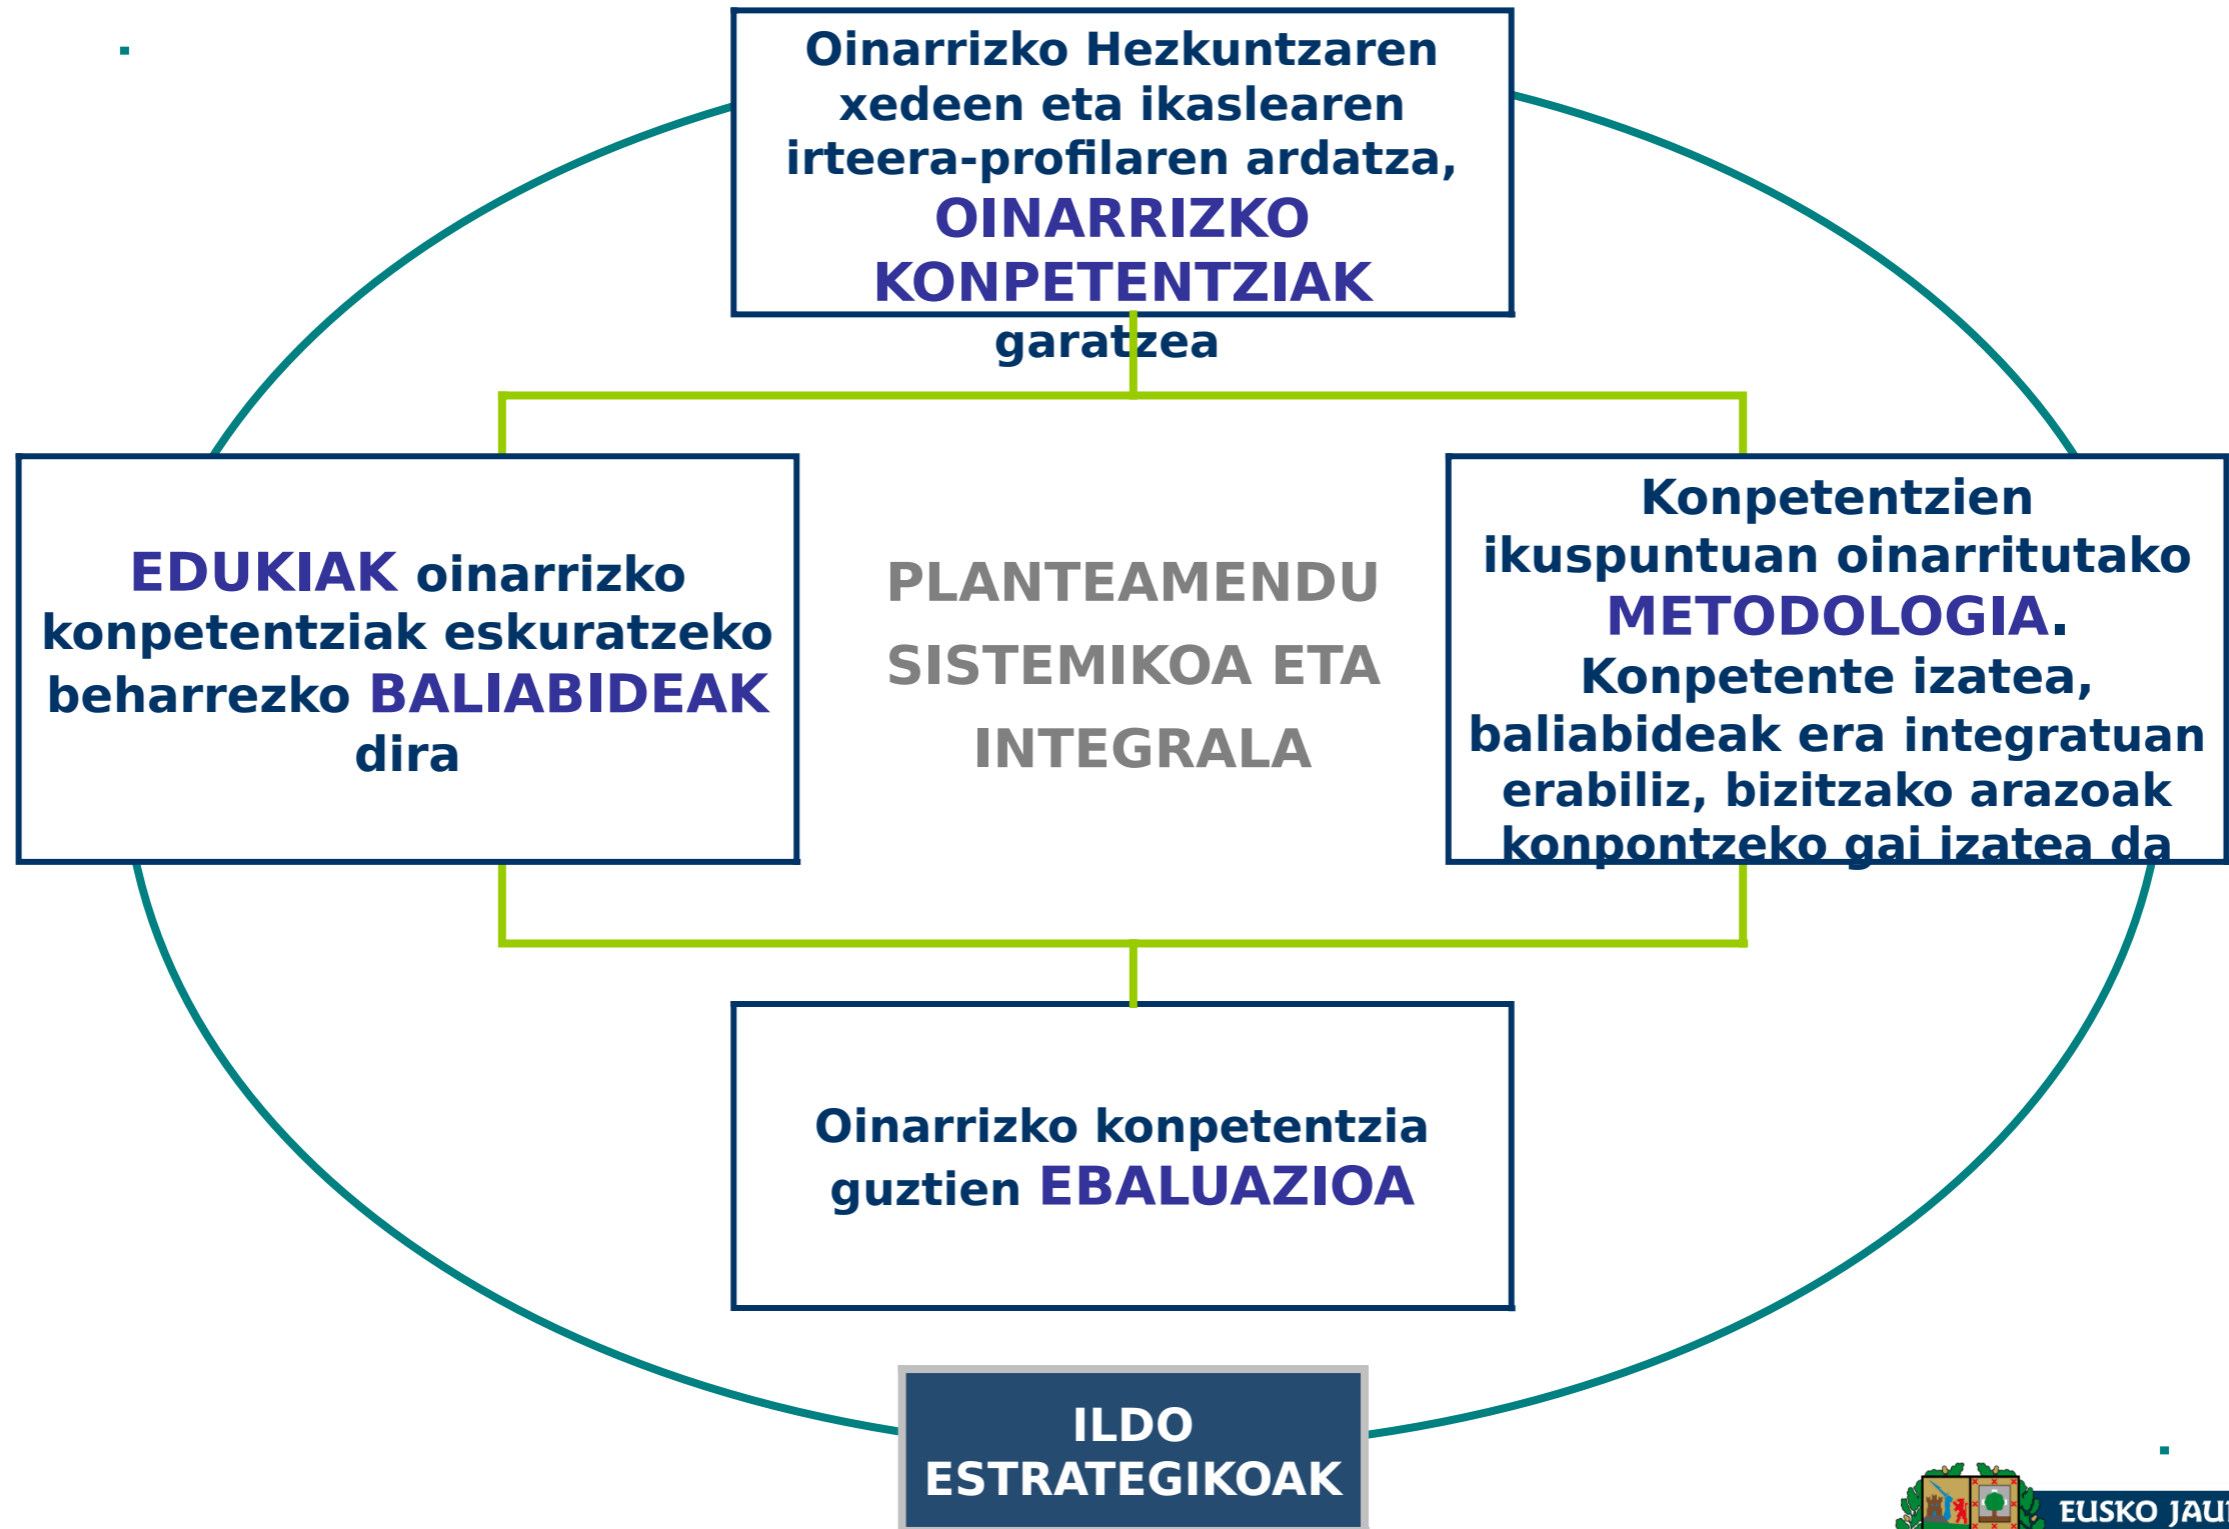 Oinarrizko Hezkuntzaren
xedeen eta ikaslearen
irteera-profilaren ardatza,
OINARRIZKO
KONPETENTZIAK
garatzea
EDUKIAK oinarrizko
konpetentziak eskuratzeko
beharrezko BALIABIDEAK
dira
PLANTEAMENDU
SISTEMIKOA ETA
INTEGRALA
Konpetentzien
ikuspuntuan oinarritutako
METODOLOGIA.
Konpetente izatea,
baliabideak era integratuan
erabiliz, bizitzako arazoak
konpontzeko gai izatea da
Oinarrizko konpetentzia
guztien EBALUAZIOA
ILDO
ESTRATEGIKOAK
EUSKO